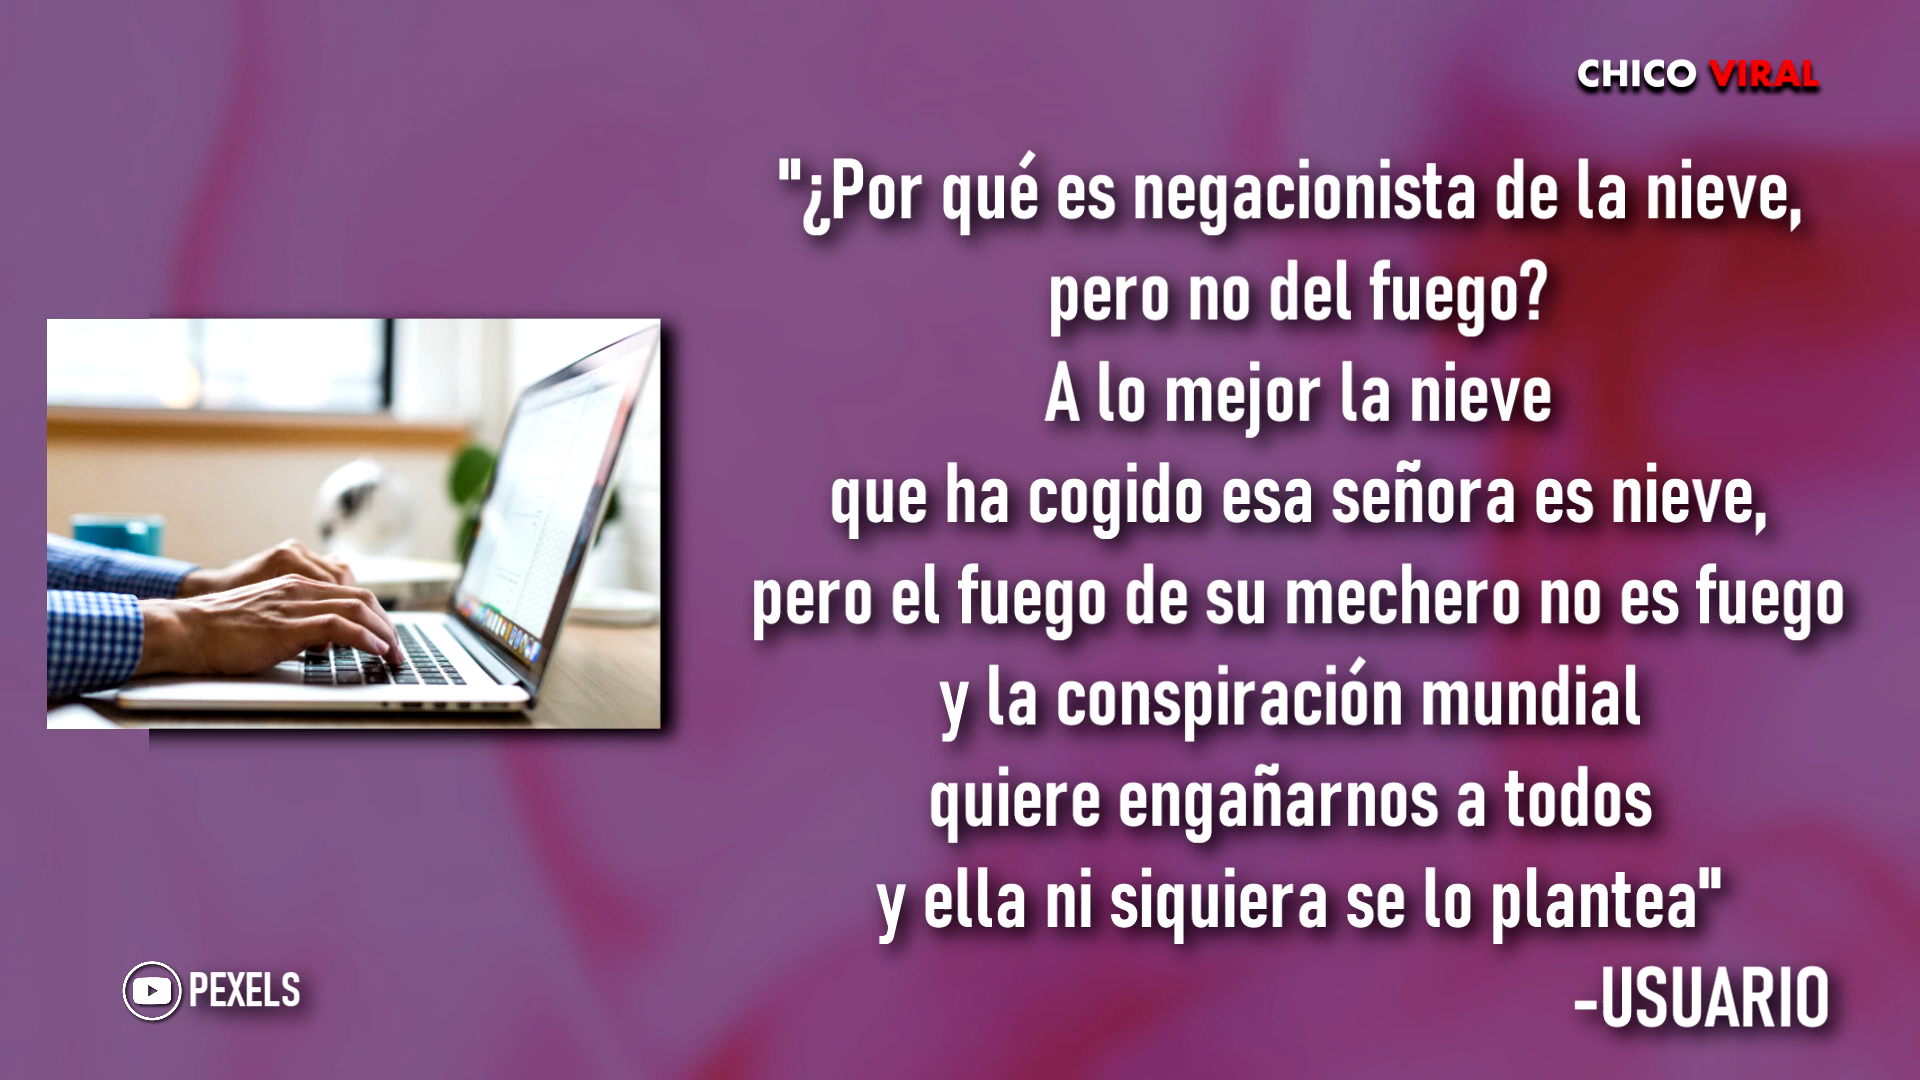 CHICO VIRAL
"¿Por qué es negacionista de la nieve,
pero no del fuego?
A lo mejor la nieve
que ha cogido esa señora es nieve,
pero el fuego de su mechero no es fuego
y la conspiración mundial
quiere engañarnos a todos
y ella ni siquiera se lo plantea"
-USUARIO
PEXELS